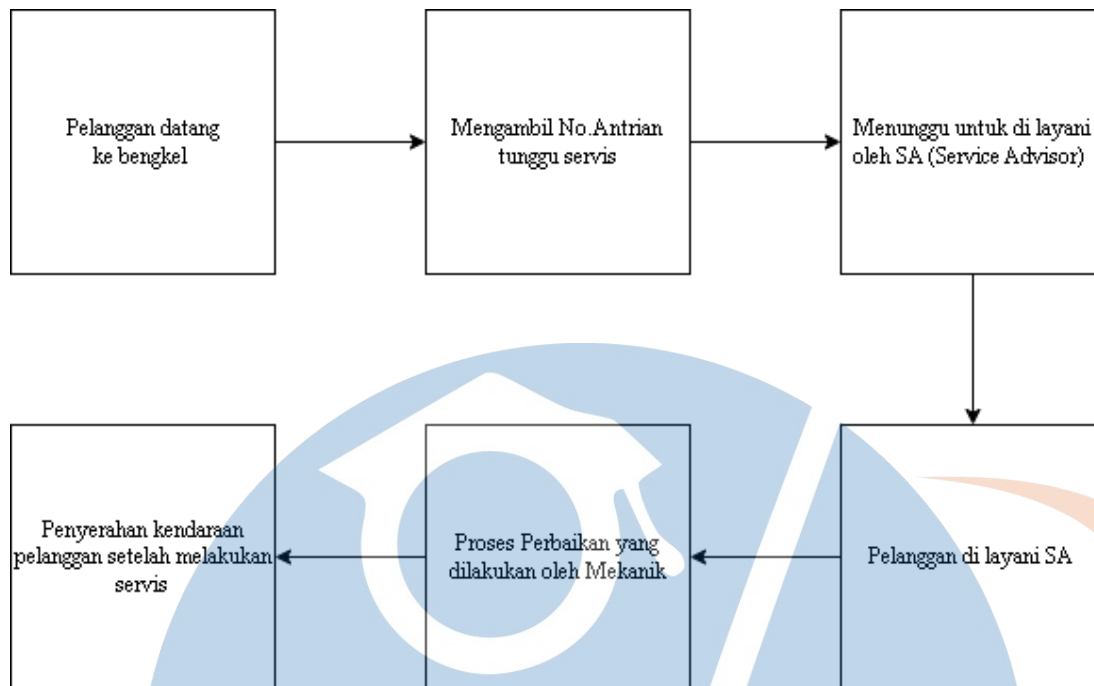 Pelanggan datang
ke bengkel
Mengambil No.Antrian
tunggu servis
Menunggu untuk di layani
oleh SA (Service Advisor)
Pelanggan di layani SA
Proses Perbaikan yang
dilakukan oleh Mekanik
Penyerahan kendaraan
pelanggan setelah melakukan
servis